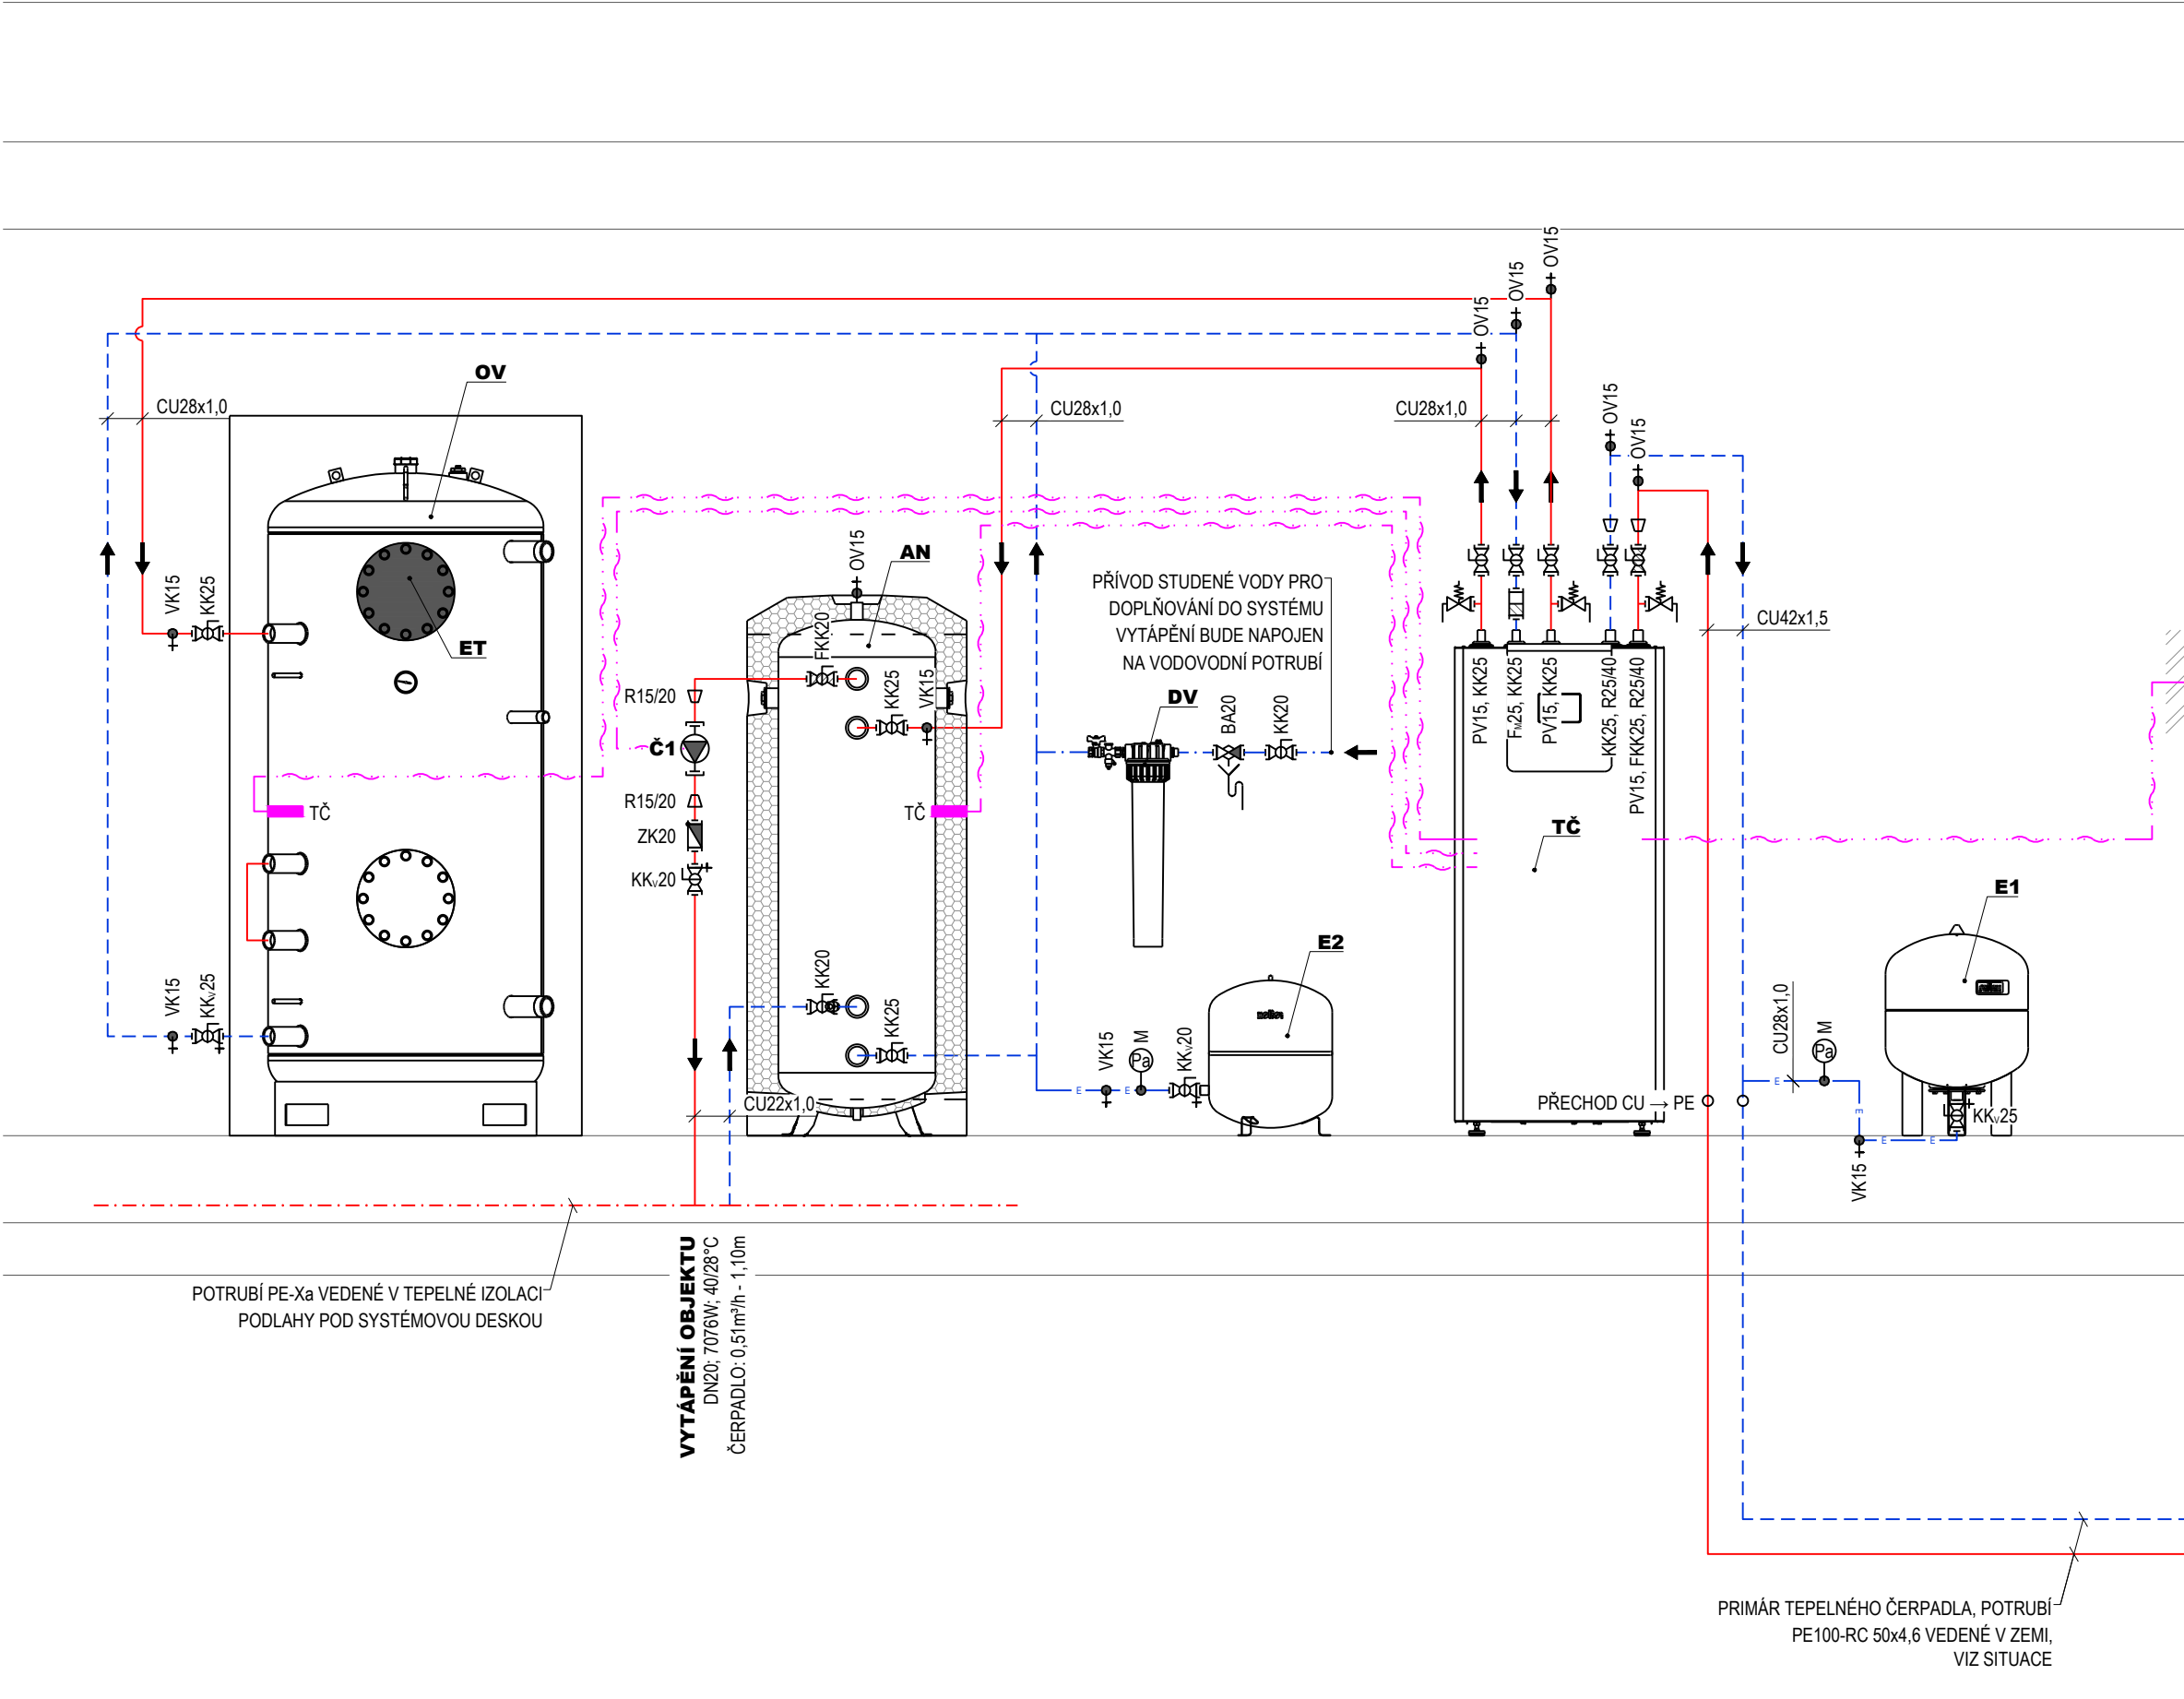 OV15
OV15
OV15
OV
CU28x1,0
CU28x1,0
CU28x1,0
OV15
OV15
OV15
AN
VK15
KK25
ET
FKK20
KK25
VK15
R15/20
Č1
R15/20
ZK20
KKV20
TČ
TČ
PŘÍVOD STUDENÉ VODY PRO
DOPLŇOVÁNÍ DO SYSTÉMU
VYTÁPĚNÍ BUDE NAPOJEN
NA VODOVODNÍ POTRUBÍ
DV
BA20
KK20
PV15, KK25
FM25, KK25
PV15, KK25
KK25, R25/40
PV15, FKK25, R25/40
CU42x1,5
TČ
E1
E2
VK15
KKV25
KK20
KK25
VK15
M
Pa
KKV20
E
E
CU22x1,0
CU28x1,0
M
Pa
E
E
E
E
KKV25
VK15
PŘECHOD CU → PE
POTRUBÍ PE-Xa VEDENÉ V TEPELNÉ IZOLACI
PODLAHY POD SYSTÉMOVOU DESKOU
VYTÁPĚNÍ OBJEKTU
DN20; 7076W; 40/28°C
ČERPADLO: 0,51m³/h - 1,10m
PRIMÁR TEPELNÉHO ČERPADLA, POTRUBÍ
PE100-RC 50x4,6 VEDENÉ V ZEMI,
VIZ SITUACE